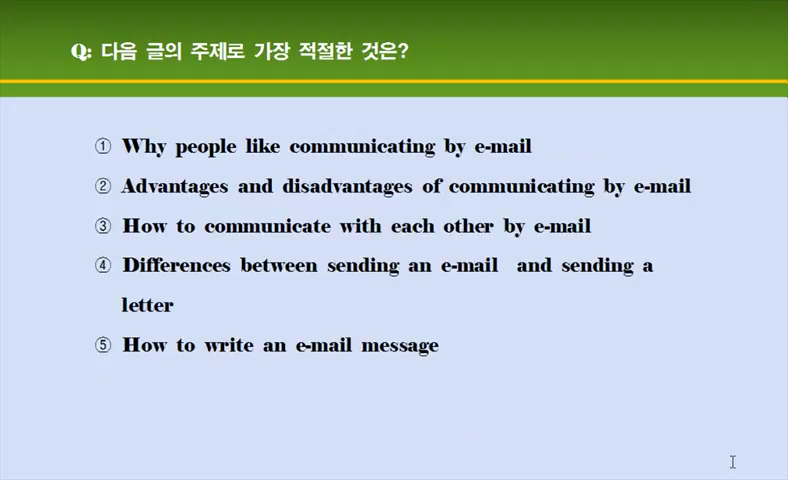 Q: 다음 글의 주제로 가장 적절한 것은?
① Why people like communicating by e-mail
② Advantages and disadvantages of communicating by e-mail
③ How to communicate with each other by e-mail
④ Differences between sending an e-mail and sending a
letter
⑤ How to write an e-mail message